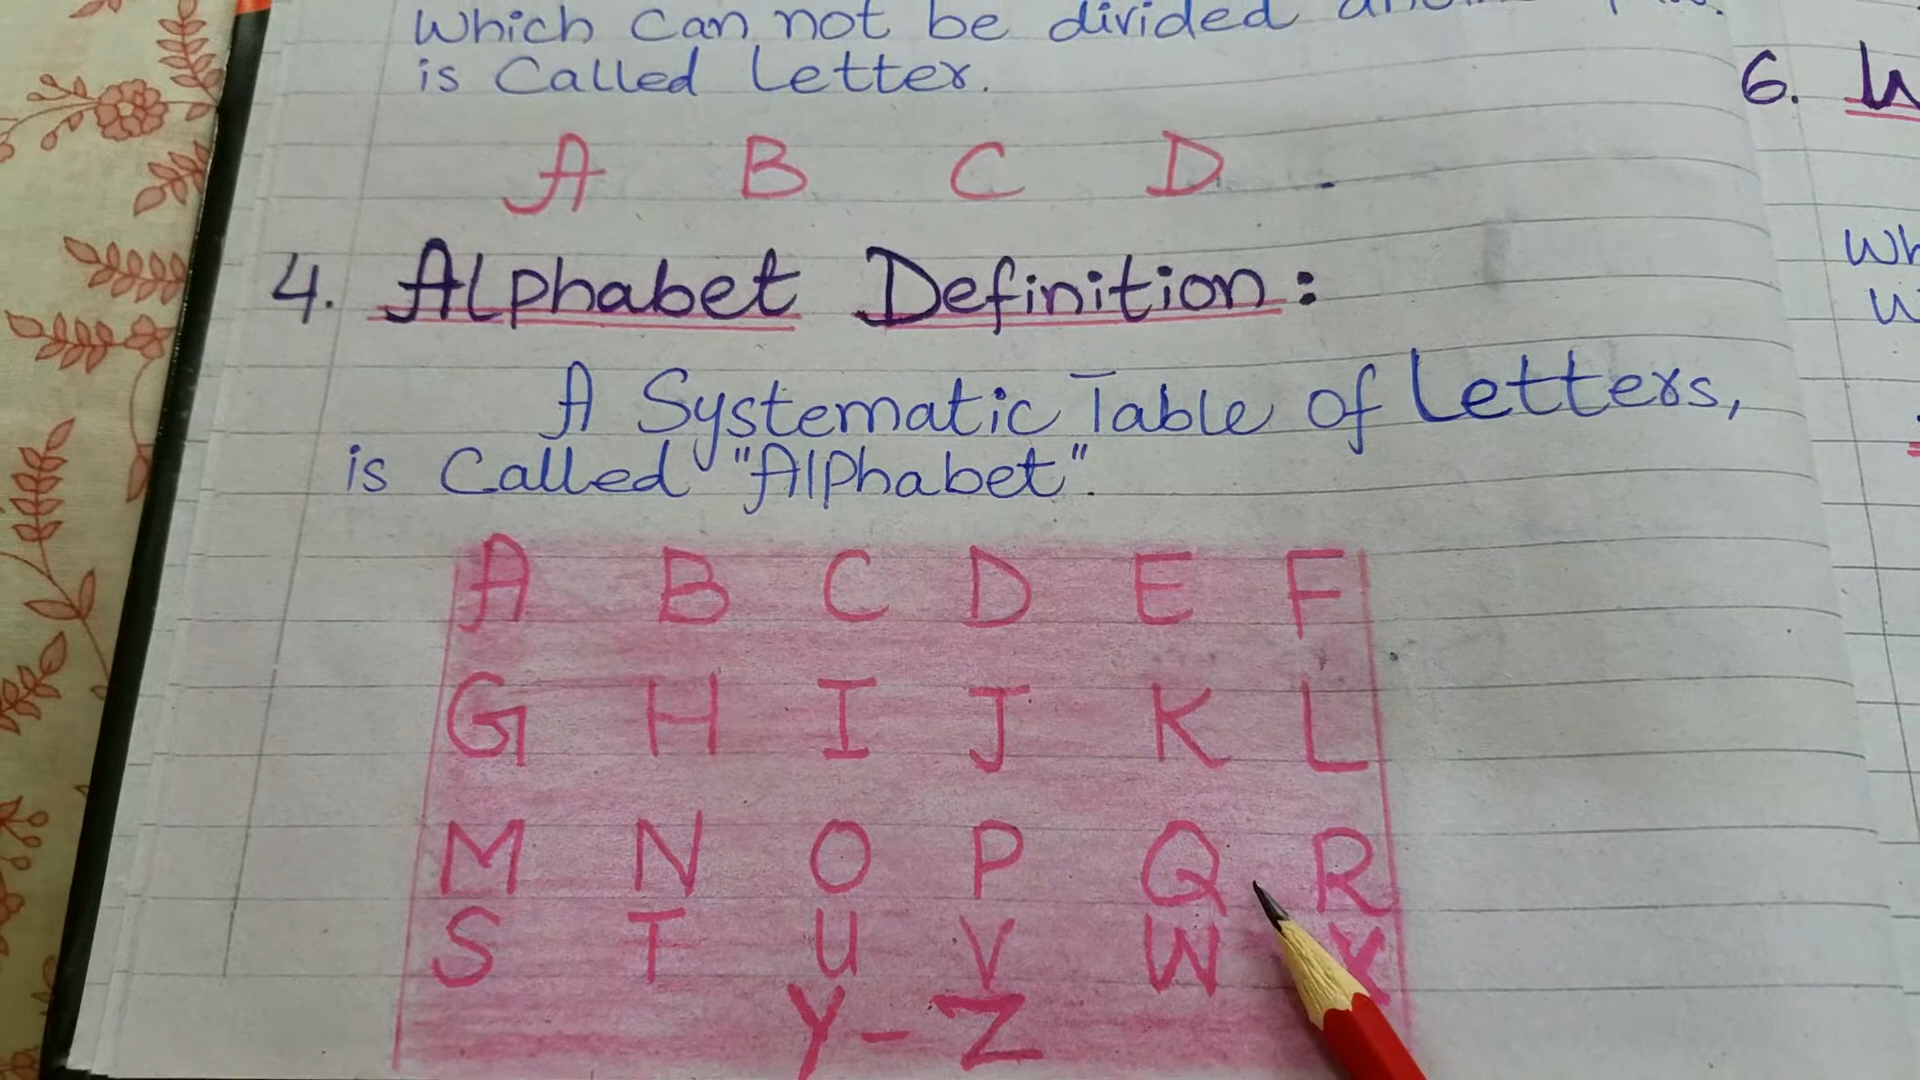 Which can not be divided
is Called Letter.
A B C D
4. Alphabet Definition:
A Systematic Table of Letters,
is Called "Alphabet".
A B C D E F
G H I J K L
M N O P Q R
S T U V W X
Y - Z
6.